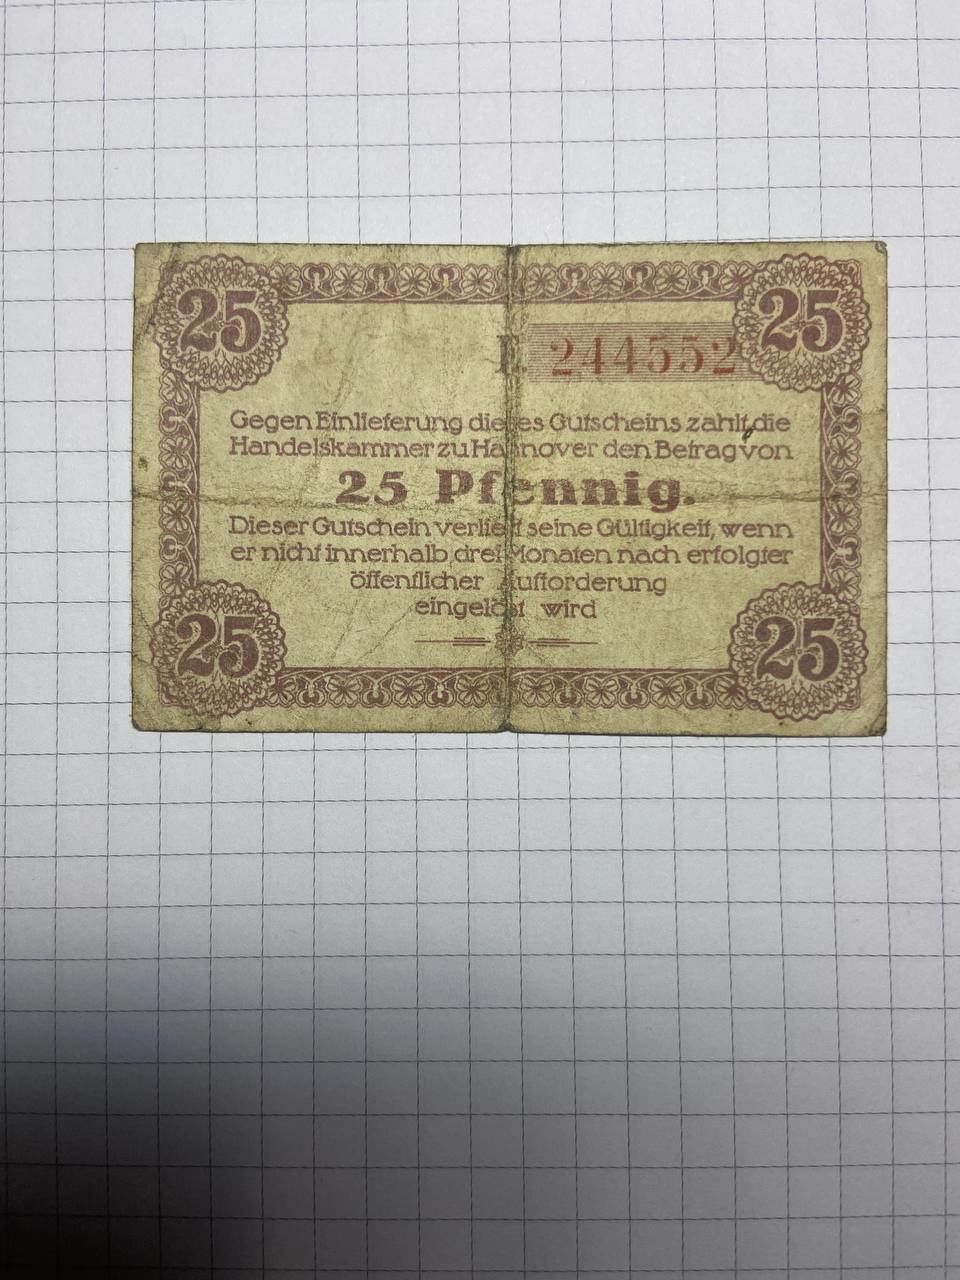 25 25
244552
Gegen Einlieferung dieses Gutscheins zahlt die
Handelskammer zu Hannover den Betrag von
25 Pfennig.
Dieser Gutschein verliert seine Gültigkeit, wenn
er nicht innerhalb drei Monaten nach erfolgter
öffentlicher Aufforderung
eingelöst wird
25 25